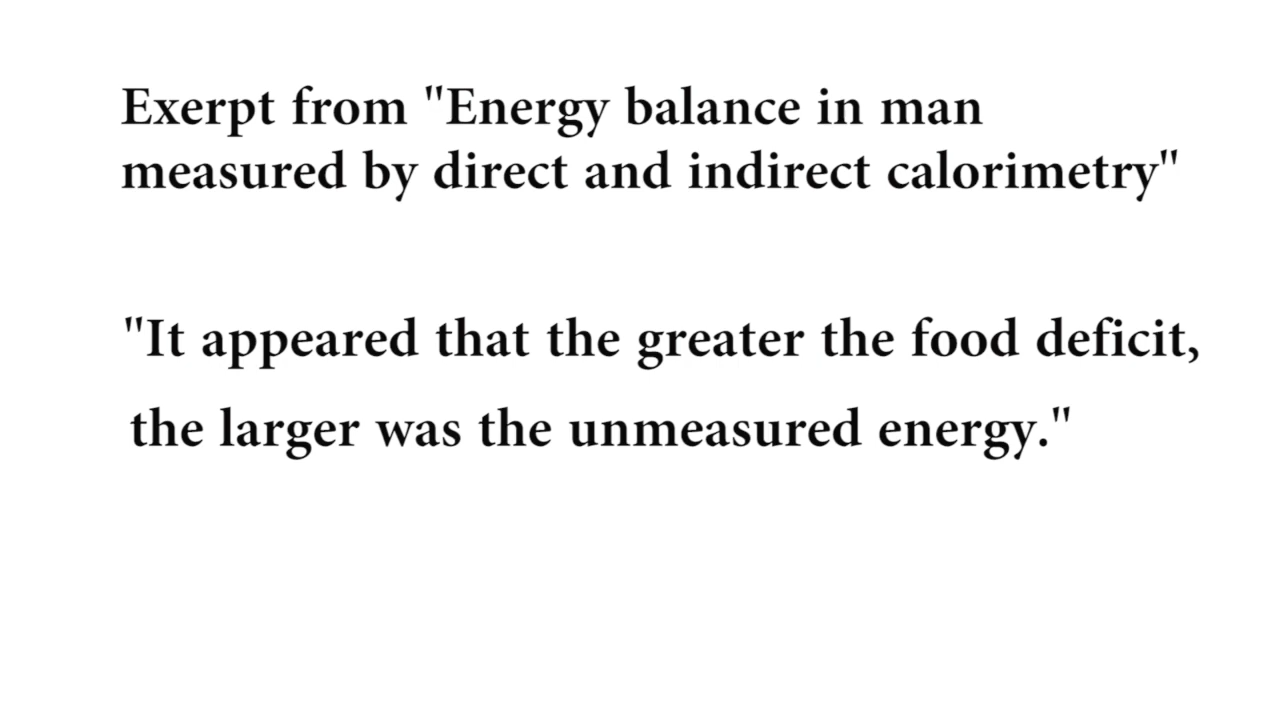 Exerpt from "Energy balance in man
measured by direct and indirect calorimetry"
"It appeared that the greater the food deficit,
the larger was the unmeasured energy."